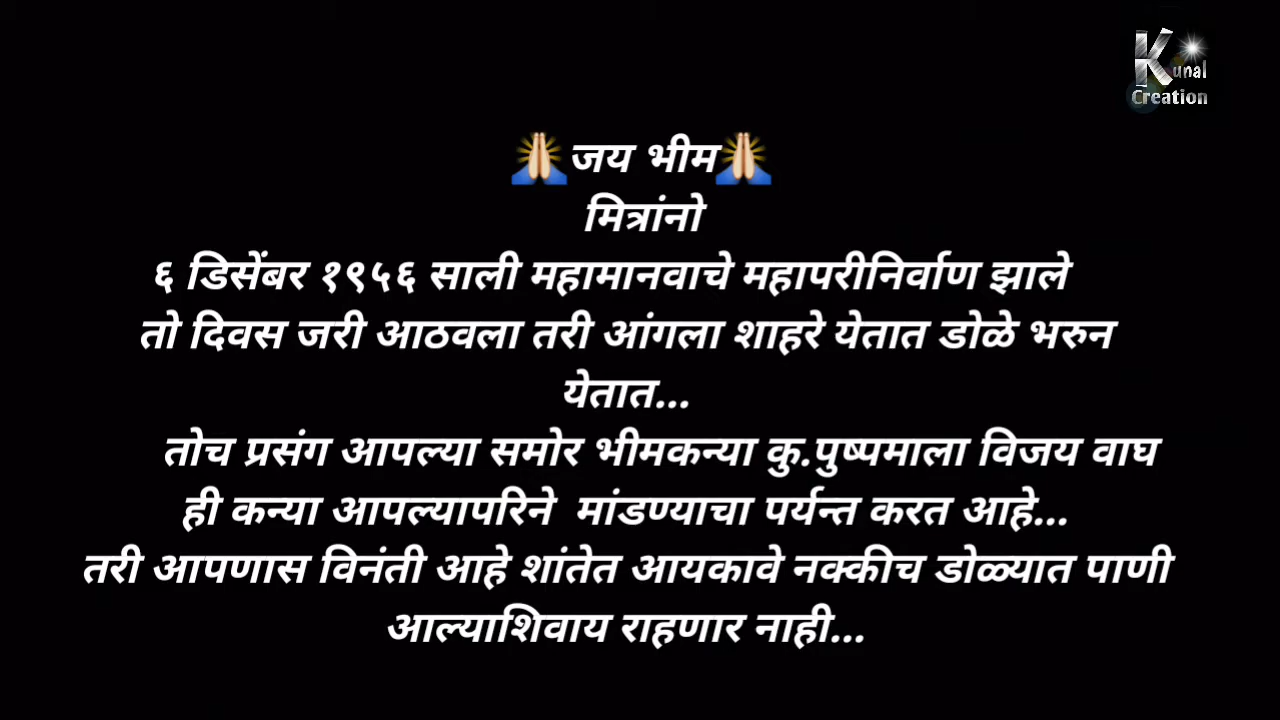 Kunal
Creation
🙏जय भीम🙏
मित्रांनो
६ डिसेंबर १९५६ साली महामानवाचे महापरीनिर्वाण झाले
तो दिवस जरी आठवला तरी आंगला शाहरे येतात डोळे भरुन
येतात...
तोच प्रसंग आपल्या समोर भीमकन्या कु.पुष्पमाला विजय वाघ
ही कन्या आपल्यापरिने मांडण्याचा पर्यन्त करत आहे...
तरी आपणास विनंती आहे शांतेत आयकावे नक्कीच डोळ्यात पाणी
आल्याशिवाय राहणार नाही...